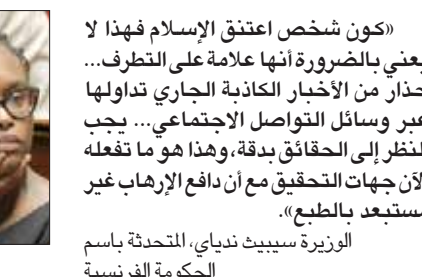 «كون شخص اعتنق الإسلام فهذا لا
يعني بالضرورة أنها علامة على التطرف...
حذار من الأخبار الكاذبة الجاري تداولها
عبر وسائل التواصل الاجتماعي... يجب
النظر إلى الحقائق بدقة، وهذا هو ما تفعله
الآن جهات التحقيق مع أن دافع الإرهاب غير
مستبعد بالطبع».
الوزيرة سيبيث ندياي، المتحدثة باسم
الحكومة الفرنسية